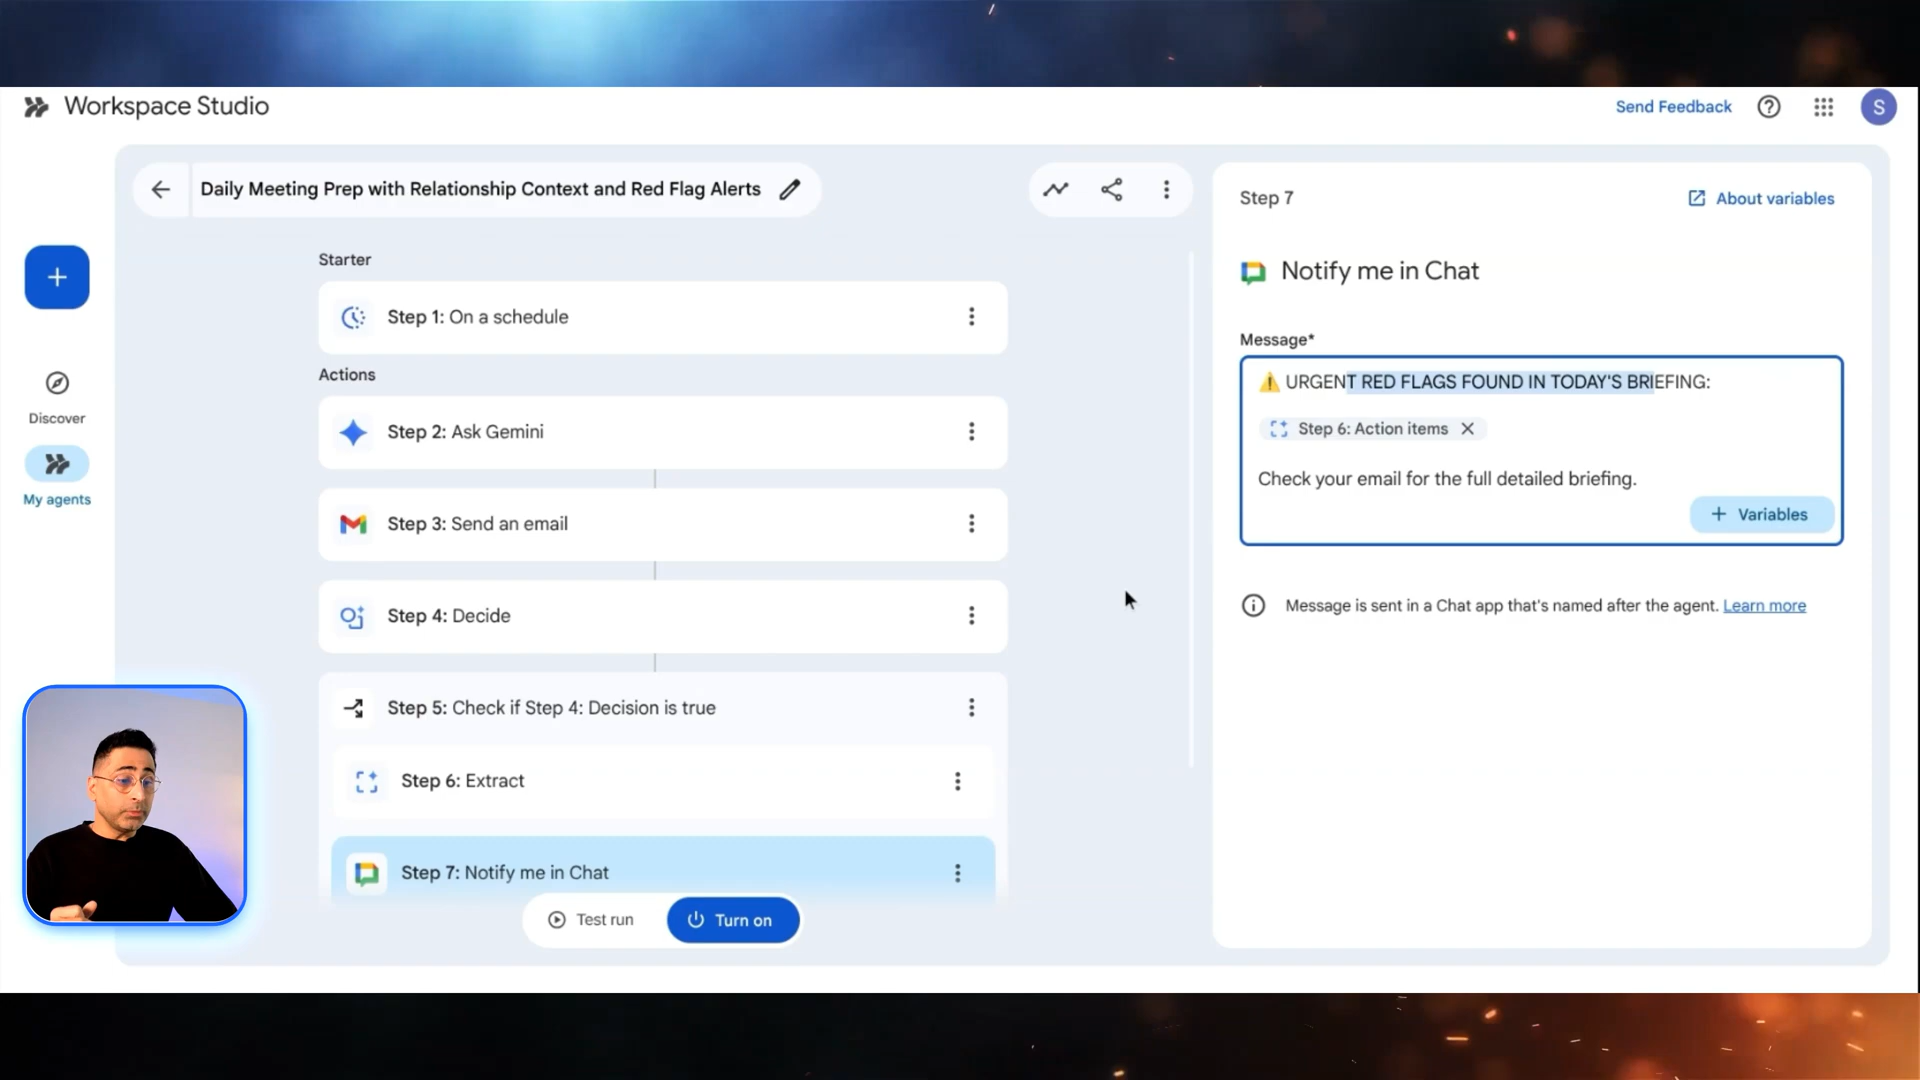 Workspace Studio
Send Feedback
S
Daily Meeting Prep with Relationship Context and Red Flag Alerts
Discover
My agents
Starter
Step 1: On a schedule
Actions
Step 2: Ask Gemini
Step 3: Send an email
Step 4: Decide
Step 5: Check if Step 4: Decision is true
Step 6: Extract
Step 7: Notify me in Chat
Test run
Turn on
Step 7
About variables
Notify me in Chat
Message*
⚠️ URGENT RED FLAGS FOUND IN TODAY'S BRIEFING:
Step 6: Action items
Check your email for the full detailed briefing.
+ Variables
Message is sent in a Chat app that's named after the agent. Learn more